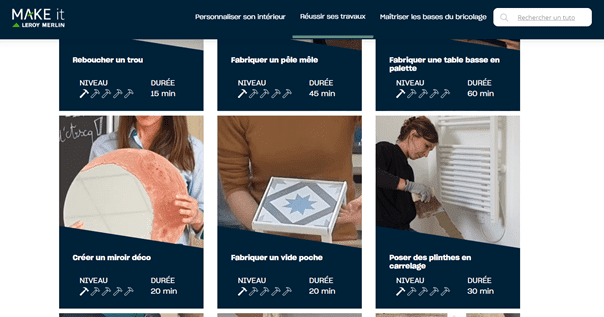 MAKE it
LEROY MERLIN
Personnaliser son intérieur
Réussir ses travaux
Maîtriser les bases du bricolage
Rechercher un tuto
Reboucher un trou
NIVEAU DURÉE
15 min
Fabriquer un pêle mêle
NIVEAU DURÉE
45 min
Fabriquer une table basse en
palette
NIVEAU DURÉE
60 min
Créer un miroir déco
NIVEAU DURÉE
20 min
Fabriquer un vide poche
NIVEAU DURÉE
20 min
Poser des plinthes en
carrelage
NIVEAU DURÉE
30 min